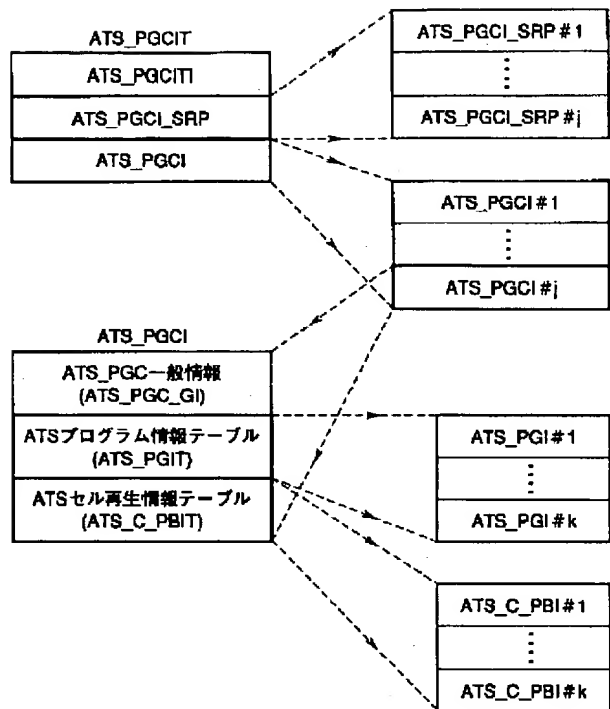 ATS_PGCIT
ATS_PGCITI
ATS_PGCI_SRP
ATS_PGCI
ATS_PGCI_SRP#1
ATS_PGCI_SRP#j
ATS_PGCI#1
ATS_PGCI#j
ATS_PGCI
ATS_PGC一般情報
(ATS_PGC_GI)
ATSプログラム情報テーブル
(ATS_PGIT)
ATSセル再生情報テーブル
(ATS_C_PBIT)
ATS_PGI#1
ATS_PGI#k
ATS_C_PBI#1
ATS_C_PBI#k